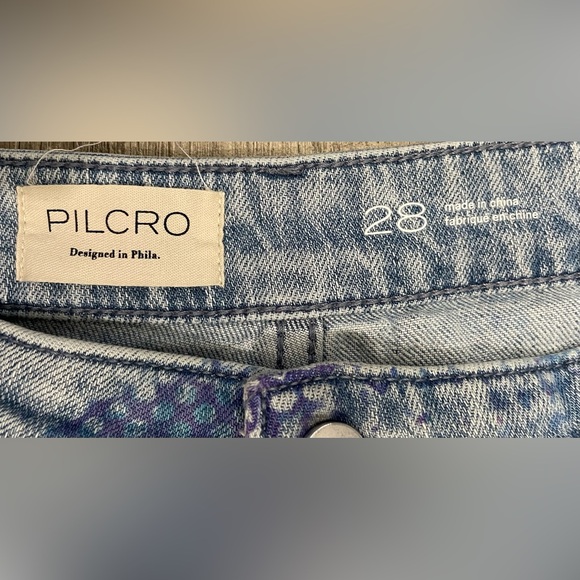 PILCRO
Designed in Phila.
28
made in china
fabriqué en chine